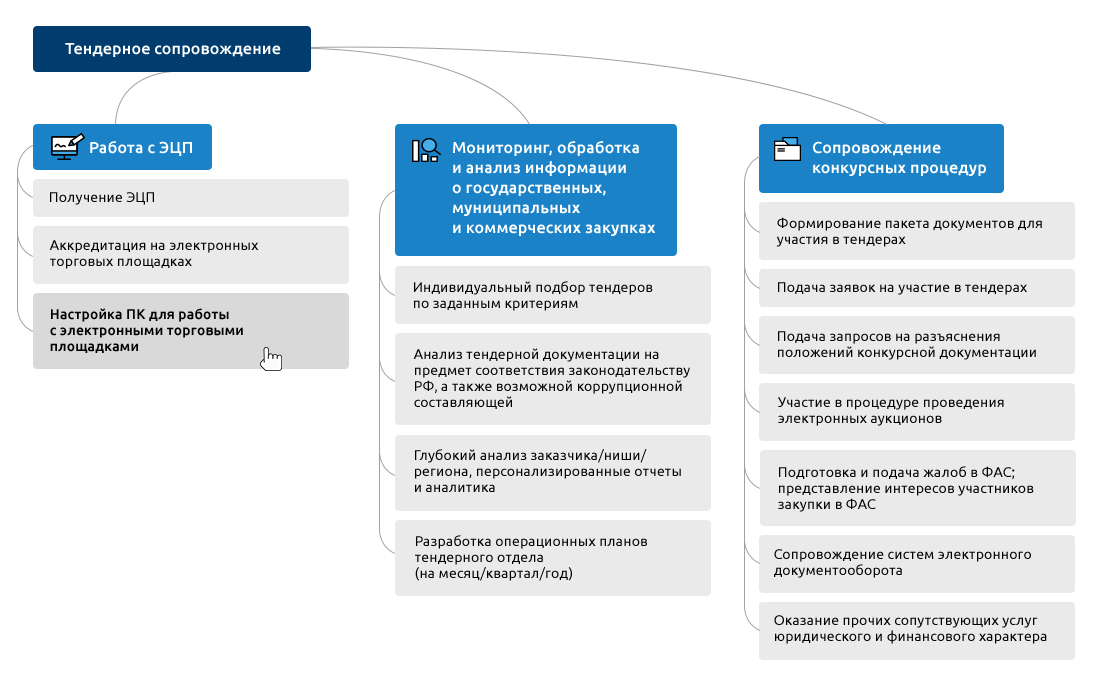 Тендерное сопровождение
Работа с ЭЦП
Получение ЭЦП
Аккредитация на электронных
торговых площадках
Настройка ПК для работы
с электронными торговыми
площадками
Мониторинг, обработка
и анализ информации
о государственных,
муниципальных
и коммерческих закупках
Индивидуальный подбор тендеров
по заданным критериям
Анализ тендерной документации на
предмет соответствия законодательству
РФ, а также возможной коррупционной
составляющей
Глубокий анализ заказчика/ниши/
региона, персонализированные отчеты
и аналитика
Разработка операционных планов
тендерного отдела
(на месяц/квартал/год)
Сопровождение
конкурсных процедур
Формирование пакета документов для
участия в тендерах
Подача заявок на участие в тендерах
Подача запросов на разъяснения
положений конкурсной документации
Участие в процедуре проведения
электронных аукционов
Подготовка и подача жалоб в ФАС;
представление интересов участников
закупки в ФАС
Сопровождение систем электронного
документооборота
Оказание прочих сопутствующих услуг
юридического и финансового характера